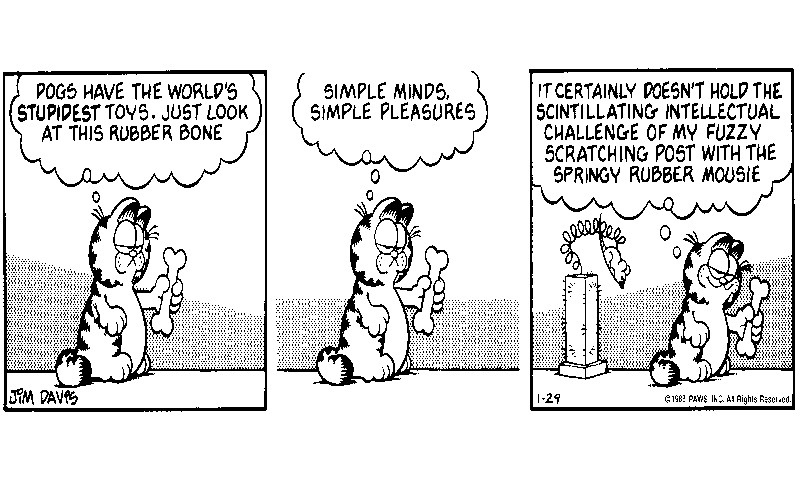 DOGS HAVE THE WORLD'S
STUPIDEST TOYS. JUST LOOK
AT THIS RUBBER BONE
SIMPLE MINDS,
SIMPLE PLEASURES
IT CERTAINLY DOESN'T HOLD THE
SCINTILLATING INTELLECTUAL
CHALLENGE OF MY FUZZY
SCRATCHING POST WITH THE
SPRINGY RUBBER MOUSIE
JIM DAVIS
1-29
PAWS, INC. All Rights Reserved.